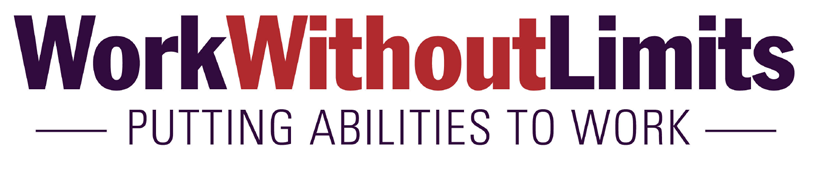 WorkWithoutLimits
PUTTING ABILITIES TO WORK